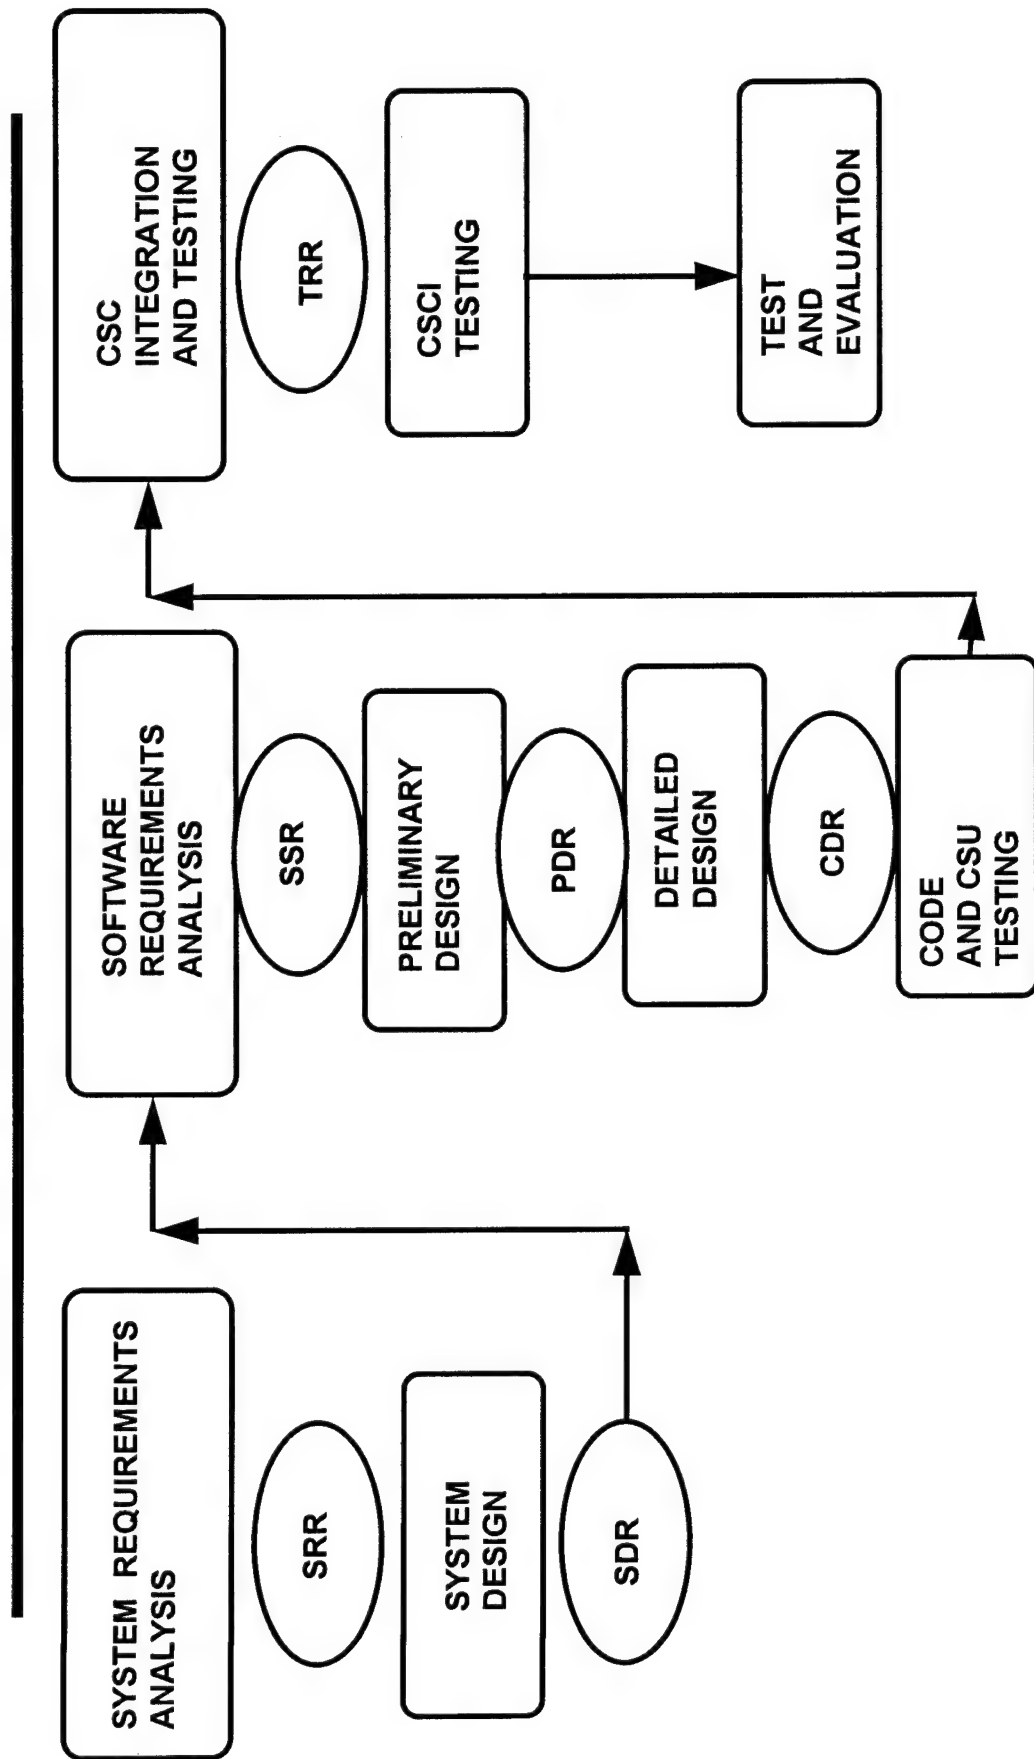 SYSTEM REQUIREMENTS
ANALYSIS
SRR
SYSTEM
DESIGN
SDR
SOFTWARE
REQUIREMENTS
ANALYSIS
SSR
PRELIMINARY
DESIGN
PDR
DETAILED
DESIGN
CDR
CODE
AND CSU
TESTING
CSC
INTEGRATION
AND TESTING
TRR
CSCI
TESTING
TEST
AND
EVALUATION